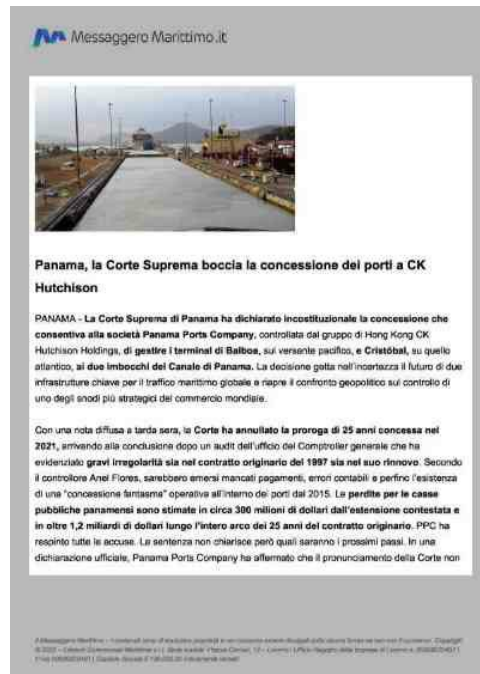 Messaggero Marittimo.it
Panama, la Corte Suprema boccia la concessione dei porti a CK
Hutchison
PANAMA - La Corte Suprema di Panama ha dichiarato incostituzionale la concessione che
consentiva alla società Panama Ports Company, controllata dal gruppo di Hong Kong CK
Hutchison Holdings, di gestire i terminal di Balboa, sul versante pacifico, e Cristóbal, su quello
atlantico, ai due imbocchi del Canale di Panama. La decisione getta nell'incertezza il futuro di due
infrastrutture chiave per il traffico marittimo globale e riapre il confronto geopolitico sul controllo di
uno degli snodi più strategici del commercio mondiale.
Con una nota diffusa a tarda sera, la Corte ha annullato la proroga di 25 anni concessa nel
2021, arrivando alla conclusione dopo un audit dell'ufficio del Comptroller generale che ha
evidenziato gravi irregolarità sia nel contratto originario del 1997 sia nel suo rinnovo. Secondo
il controllore Anel Flores, sarebbero emersi mancati pagamenti, errori contabili e perfino l'esistenza
di una "concessione fantasma" operativa all'interno dei porti dal 2015. Le perdite per le casse
pubbliche panamensi sono stimate in circa 300 milioni di dollari dall'estensione contestata e
in oltre 1,2 miliardi di dollari lungo l'intero arco dei 25 anni del contratto originario. PPC ha
respinto tutte le accuse. La sentenza non chiarisce però quali saranno i prossimi passi. In una
dichiarazione ufficiale, Panama Ports Company ha affermato che il pronunciamento della Corte non